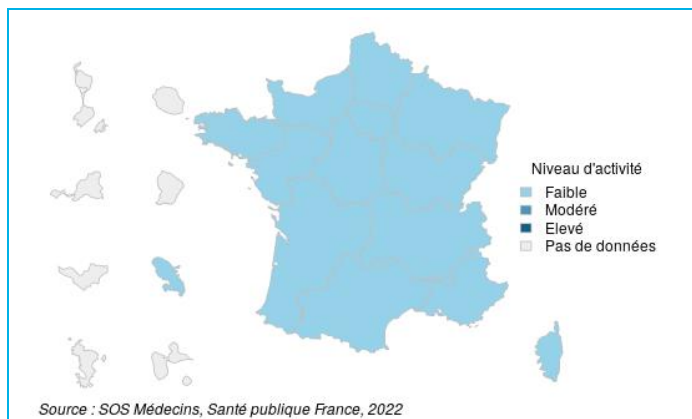 Niveau d'activité
Faible
Modéré
Elevé
Pas de données
Source : SOS Médecins, Santé publique France, 2022